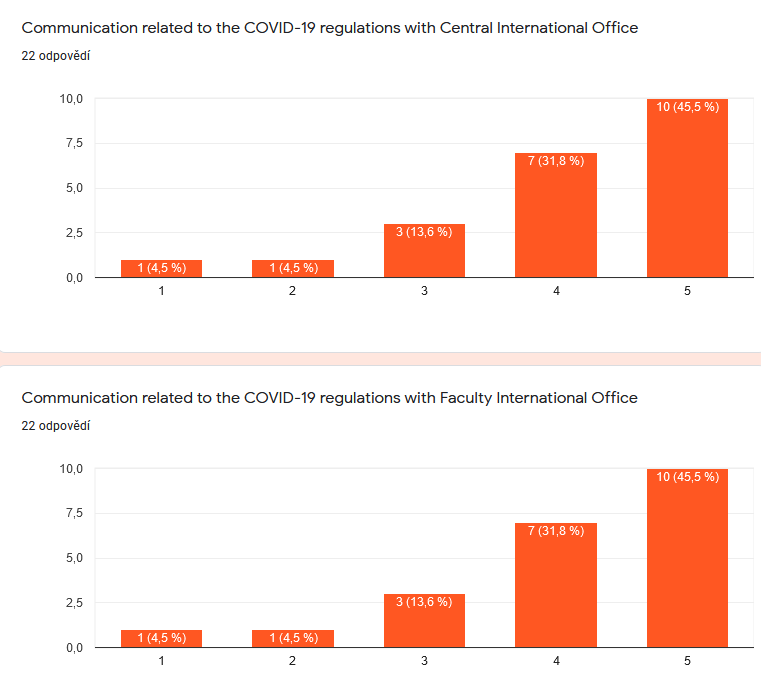 Communication related to the COVID-19 regulations with Central International Office
22 odpovědí
10,0
7,5
5,0
2,5
0,0
1 (4,5 %)
1 (4,5 %)
3 (13,6 %)
7 (31,8 %)
10 (45,5 %)
1
2
3
4
5
Communication related to the COVID-19 regulations with Faculty International Office
22 odpovědí
10,0
7,5
5,0
2,5
0,0
1 (4,5 %)
1 (4,5 %)
3 (13,6 %)
7 (31,8 %)
10 (45,5 %)
1
2
3
4
5